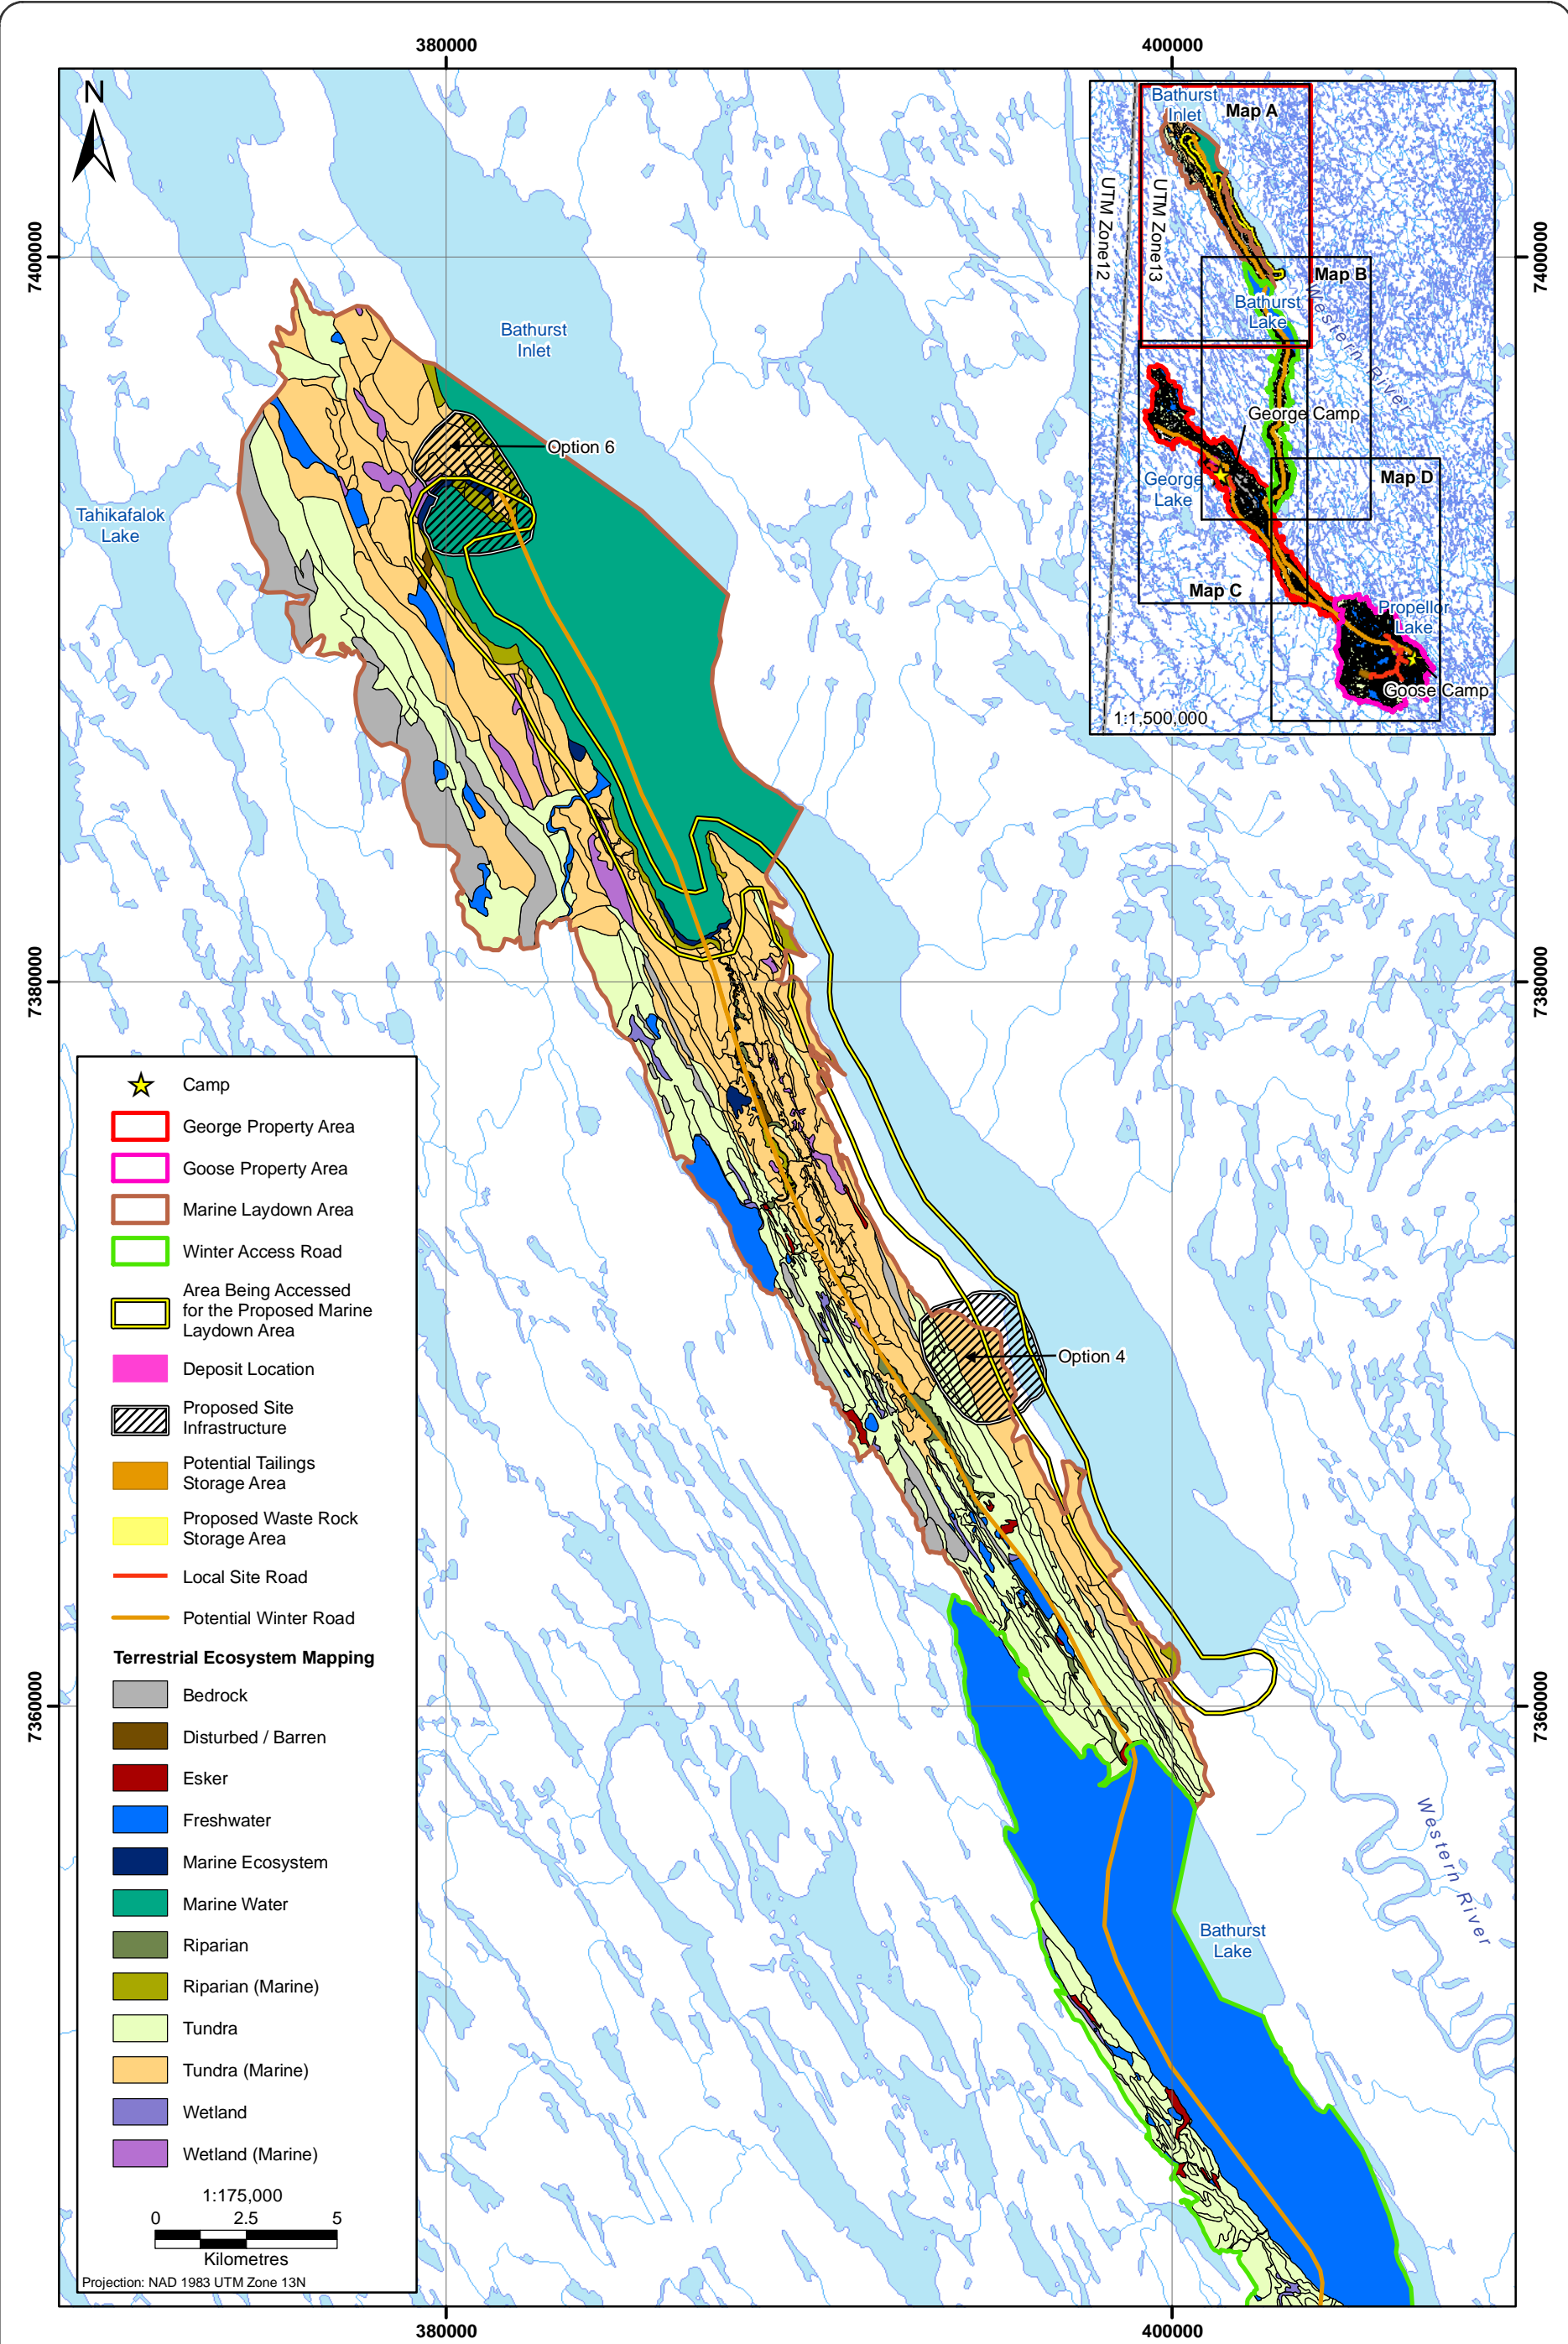 380000
400000
N
7400000
7400000
Bathurst
Inlet
Map A
UTM Zone12
UTM Zone13
Map B
Bathurst
Lake
Western River
George Camp
George
Lake
Map D
Map C
Propellor
Lake
Goose Camp
1:1,500,000
Bathurst
Inlet
Option 6
Tahikafalok
Lake
7380000
7380000
Option 4
Camp
George Property Area
Goose Property Area
Marine Laydown Area
Winter Access Road
Area Being Accessed
for the Proposed Marine
Laydown Area
Deposit Location
Proposed Site
Infrastructure
Potential Tailings
Storage Area
Proposed Waste Rock
Storage Area
Local Site Road
Potential Winter Road
Terrestrial Ecosystem Mapping
Bedrock
Disturbed / Barren
Esker
Freshwater
Marine Ecosystem
Marine Water
Riparian
Riparian (Marine)
Tundra
Tundra (Marine)
Wetland
Wetland (Marine)
1:175,000
0 2.5 5
Kilometres
Projection: NAD 1983 UTM Zone 13N
7360000
7360000
Western River
Bathurst
Lake
380000
400000